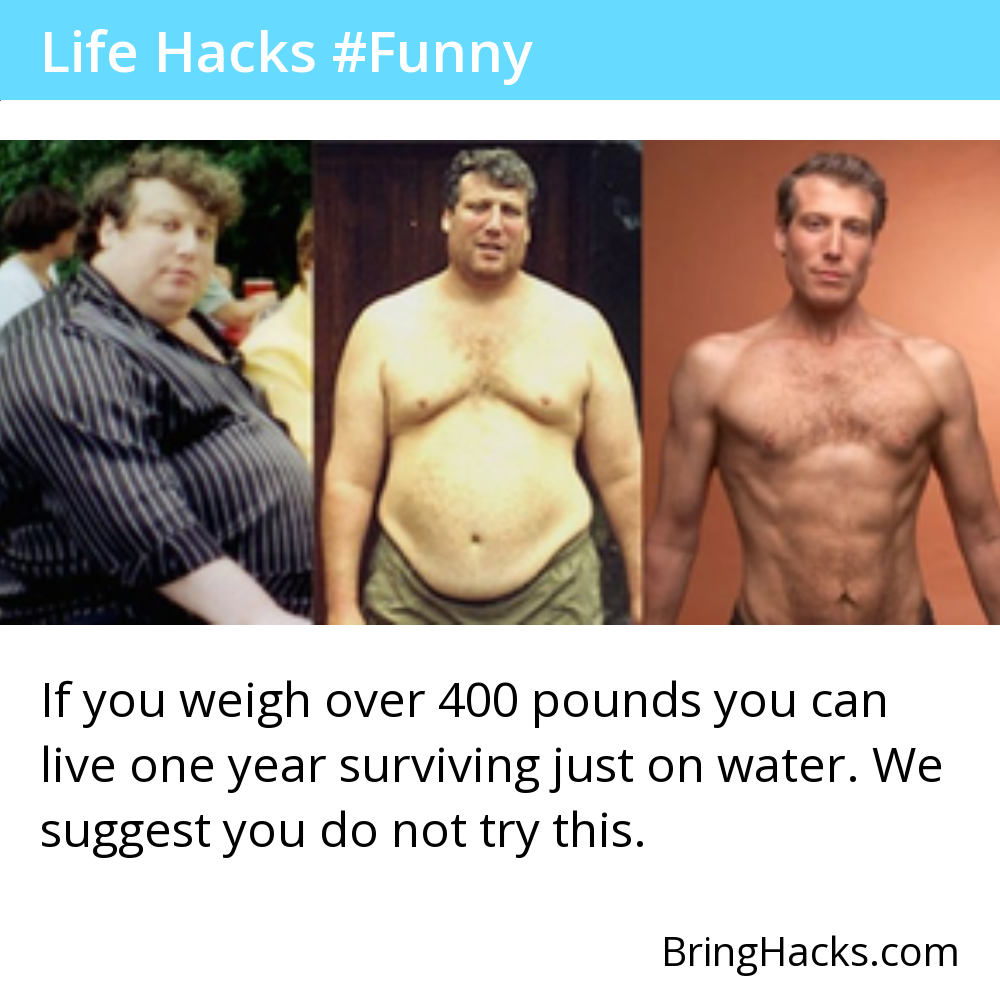 Life Hacks #Funny
If you weigh over 400 pounds you can
live one year surviving just on water. We
suggest you do not try this.
BringHacks.com